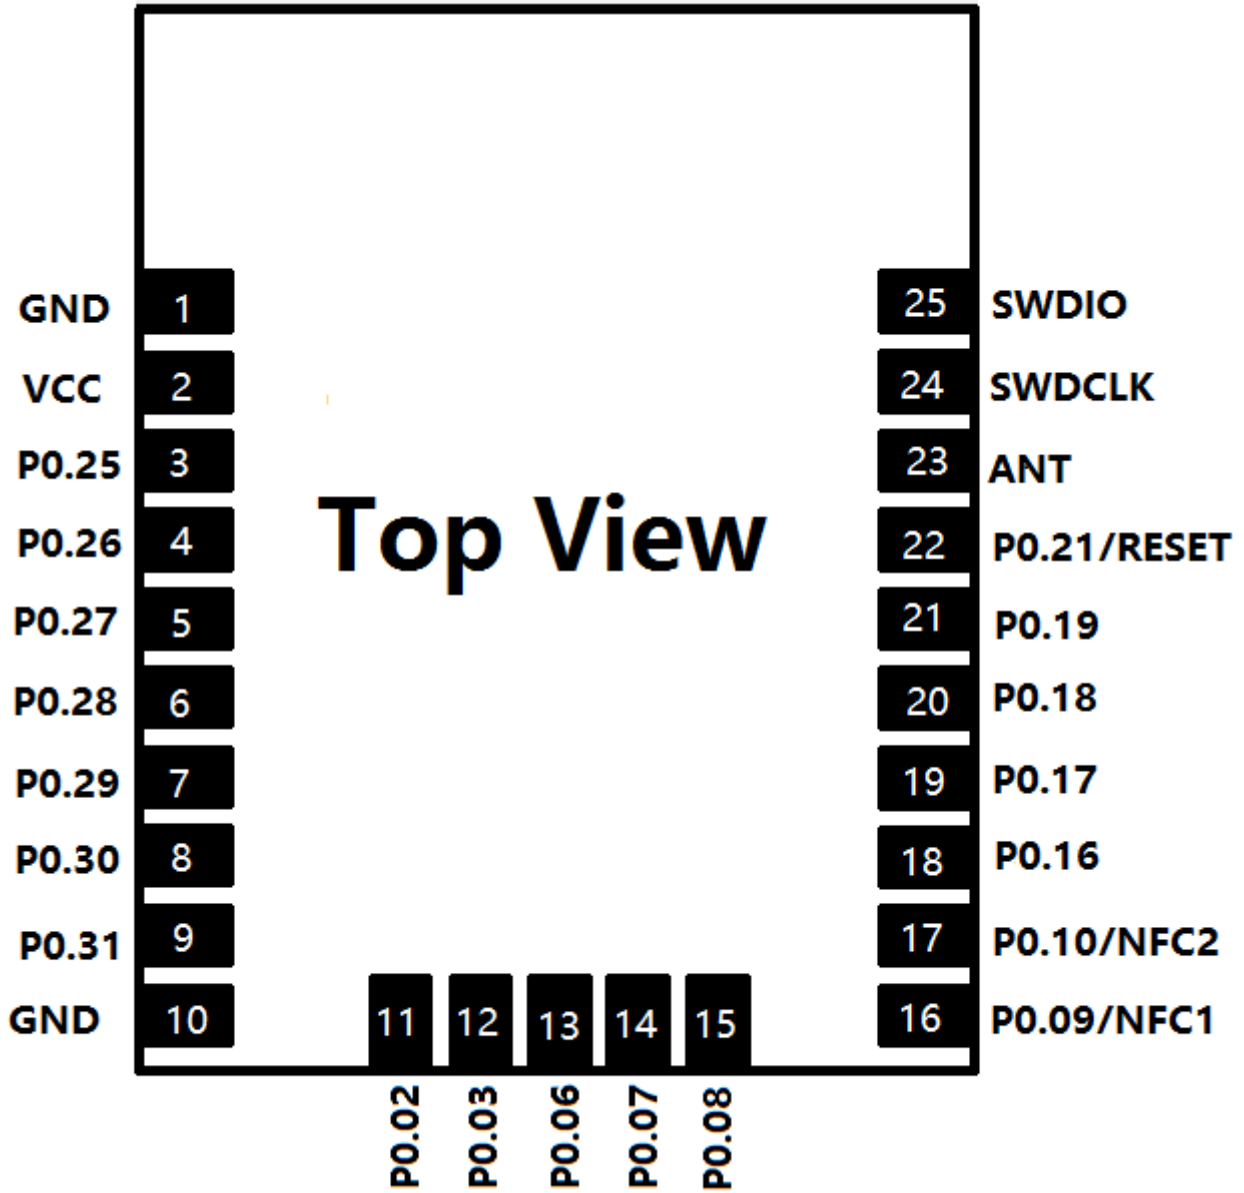 GND 1 25 SWDIO
VCC 2 24 SWDCLK
P0.25 3 23 ANT
Top View
P0.26 4 22 P0.21/RESET
P0.27 5 21 P0.19
P0.28 6 20 P0.18
P0.29 7 19 P0.17
P0.30 8 18 P0.16
P0.31 9 17 P0.10/NFC2
GND 10 11 12 13 14 15 16 P0.09/NFC1
P0.02 P0.03 P0.06 P0.07 P0.08